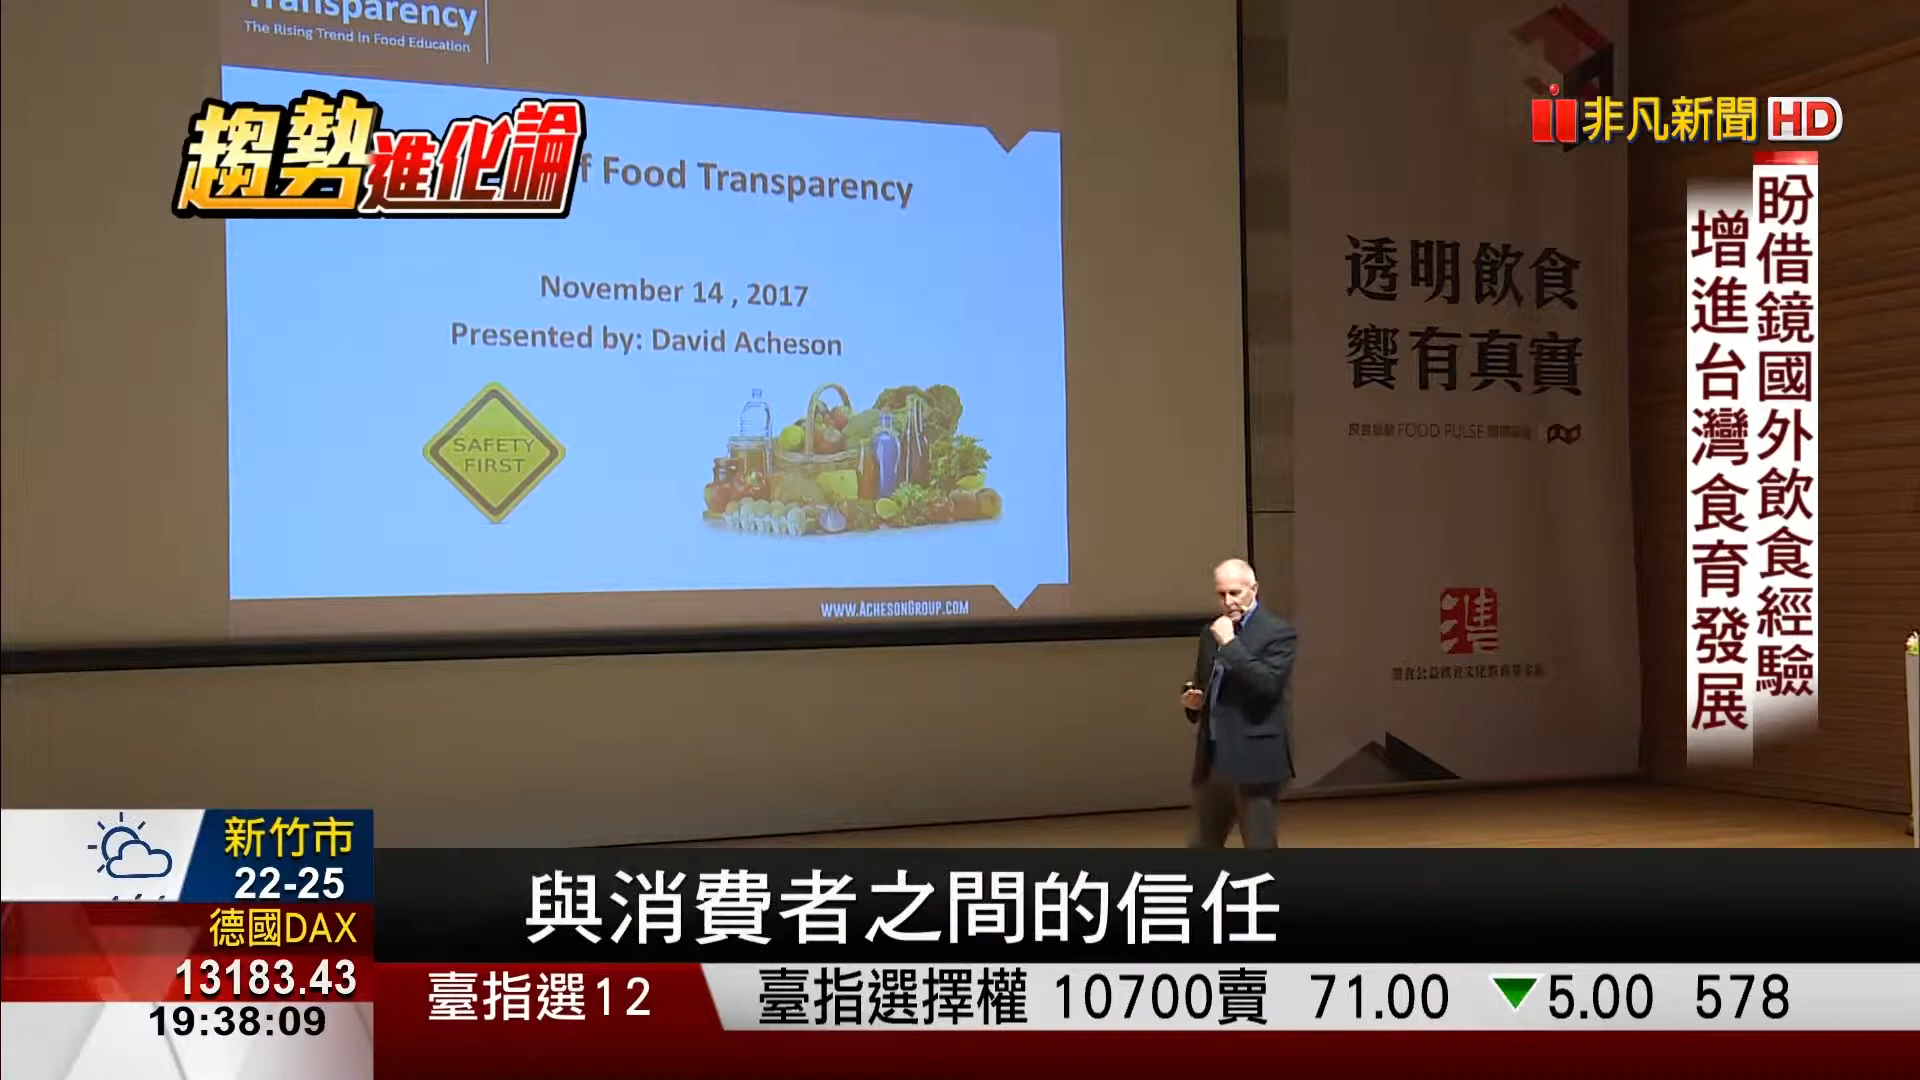 Transparency
The Rising Trend In Food Education
趨勢進化論
f Food Transparency
November 14 , 2017
Presented by: David Acheson
SAFETY
FIRST
WWW.ACHESONGROUP.COM
非凡新聞 HD
盼借鏡國外飲食經驗
增進台灣食育發展
透明飲食
饗有真實
FOOD PULSE
新竹市
22-25
德國DAX
13183.43
19:38:09
與消費者之間的信任
臺指選12
臺指選擇權 10700賣 71.00 ▼5.00 578